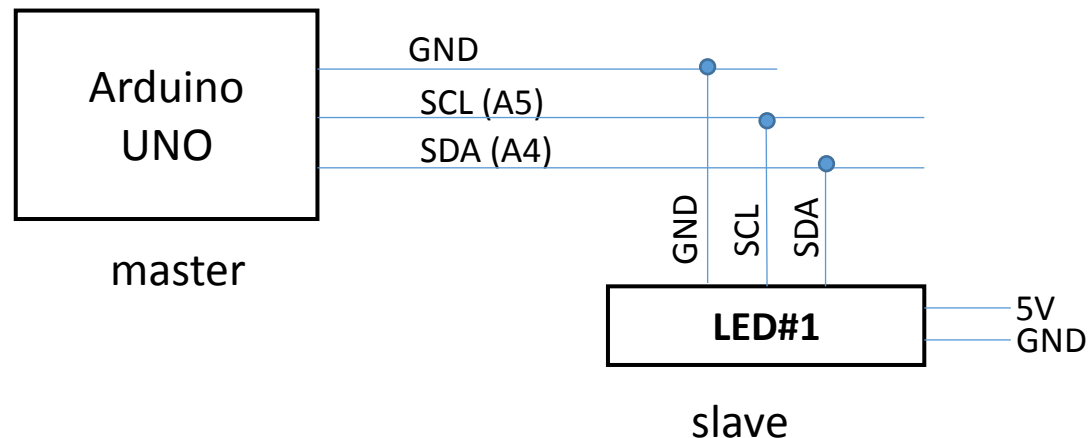 GND
Arduino
UNO
SCL (A5)
SDA (A4)
master
GND
SCL
SDA
LED#1
5V
GND
slave